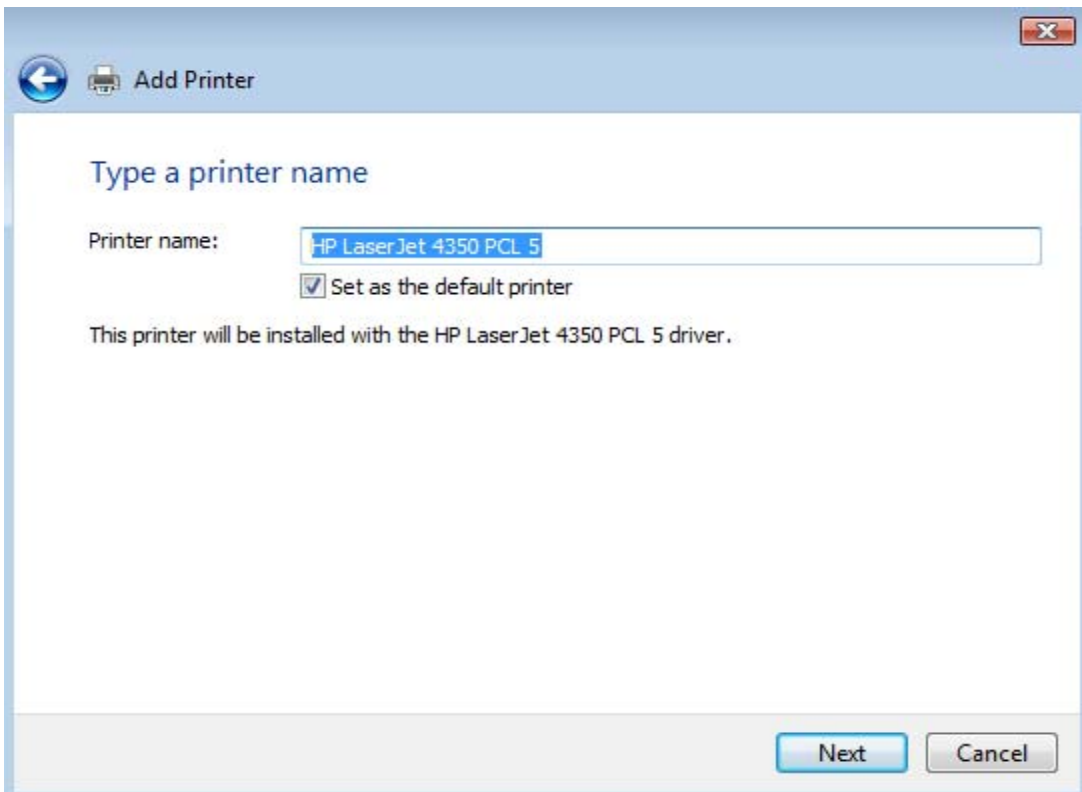 Add Printer
Type a printer name
Printer name: HP LaserJet 4350 PCL 5
Set as the default printer
This printer will be installed with the HP LaserJet 4350 PCL 5 driver.
Next Cancel